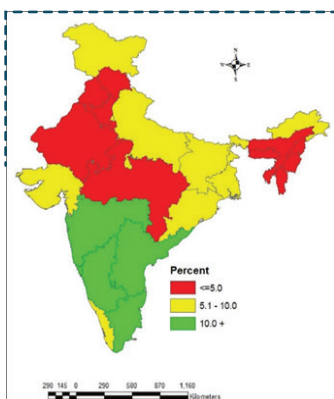 N
W E
S
Percent
<=5.0
5.1 - 10.0
10.0 +
290 145 0 290 580 870 1,160
Kilometers